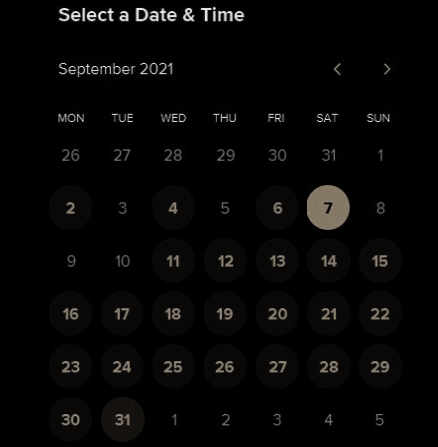 Select a Date & Time
September 2021
MON TUE WED THU FRI SAT SUN
26 27 28 29 30 31 1
2 3 4 5 6 7 8
9 10 11 12 13 14 15
16 17 18 19 20 21 22
23 24 25 26 27 28 29
30 31 1 2 3 4 5